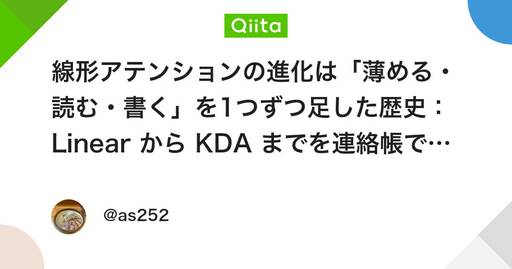 Qiita
線形アテンションの進化は「薄める・
読む・書く」を1つずつ足した歴史：
Linear から KDA までを連絡帳で…
@as252